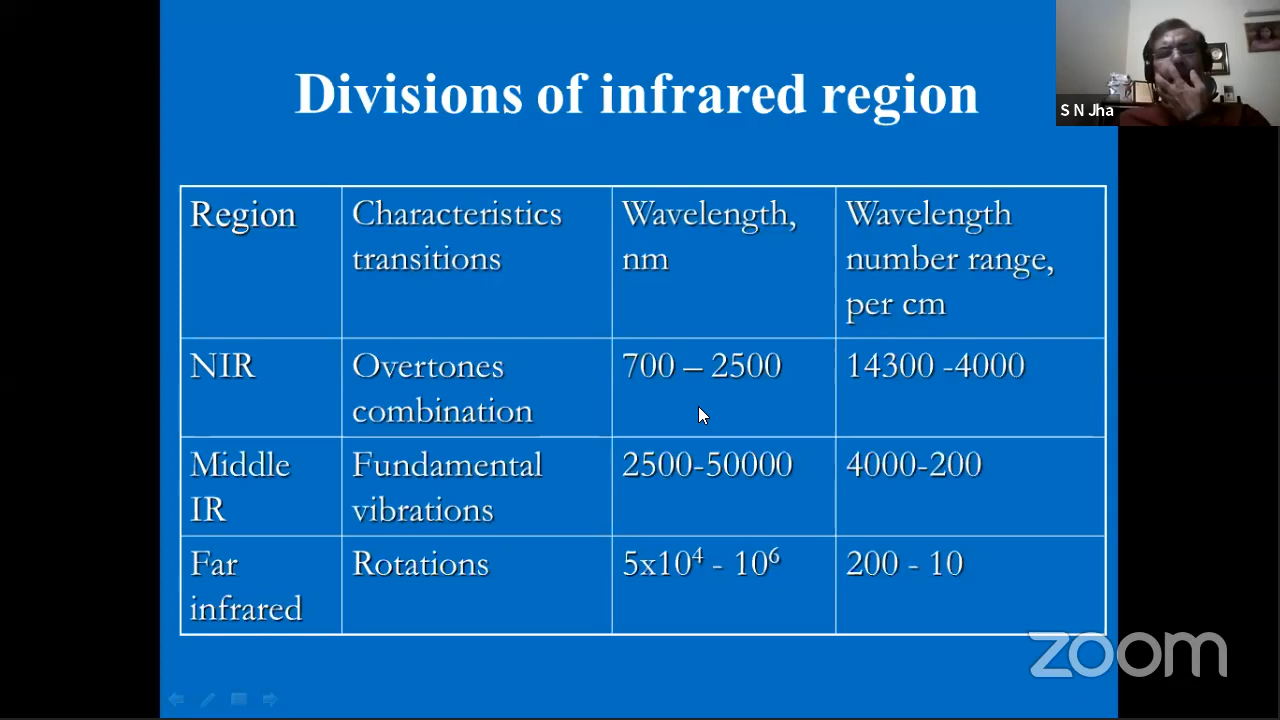 Divisions of infrared region
S N Jha
Region
Characteristics
transitions
Wavelength,
nm
Wavelength
number range,
per cm
NIR
Overtones
combination
700 – 2500
14300 -4000
Middle
IR
Fundamental
vibrations
2500-50000
4000-200
Far
infrared
Rotations
5x10⁴ - 10⁶
200 - 10
zoom